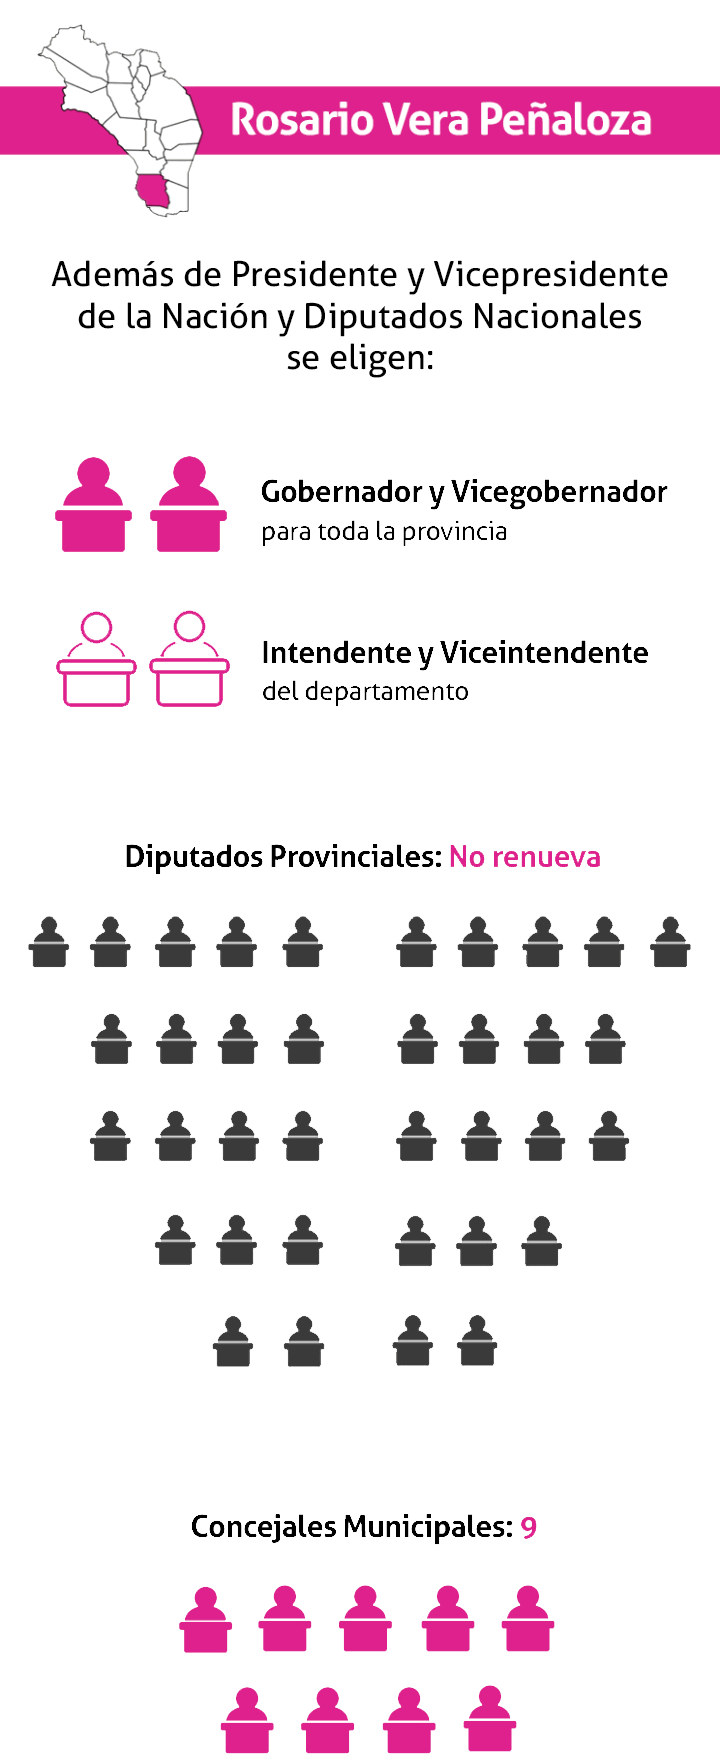 Rosario Vera Peñaloza
Además de Presidente y Vicepresidente
de la Nación y Diputados Nacionales
se eligen:
Gobernador y Vicegobernador
para toda la provincia
Intendente y Viceintendente
del departamento
Diputados Provinciales: No renueva
Concejales Municipales: 9